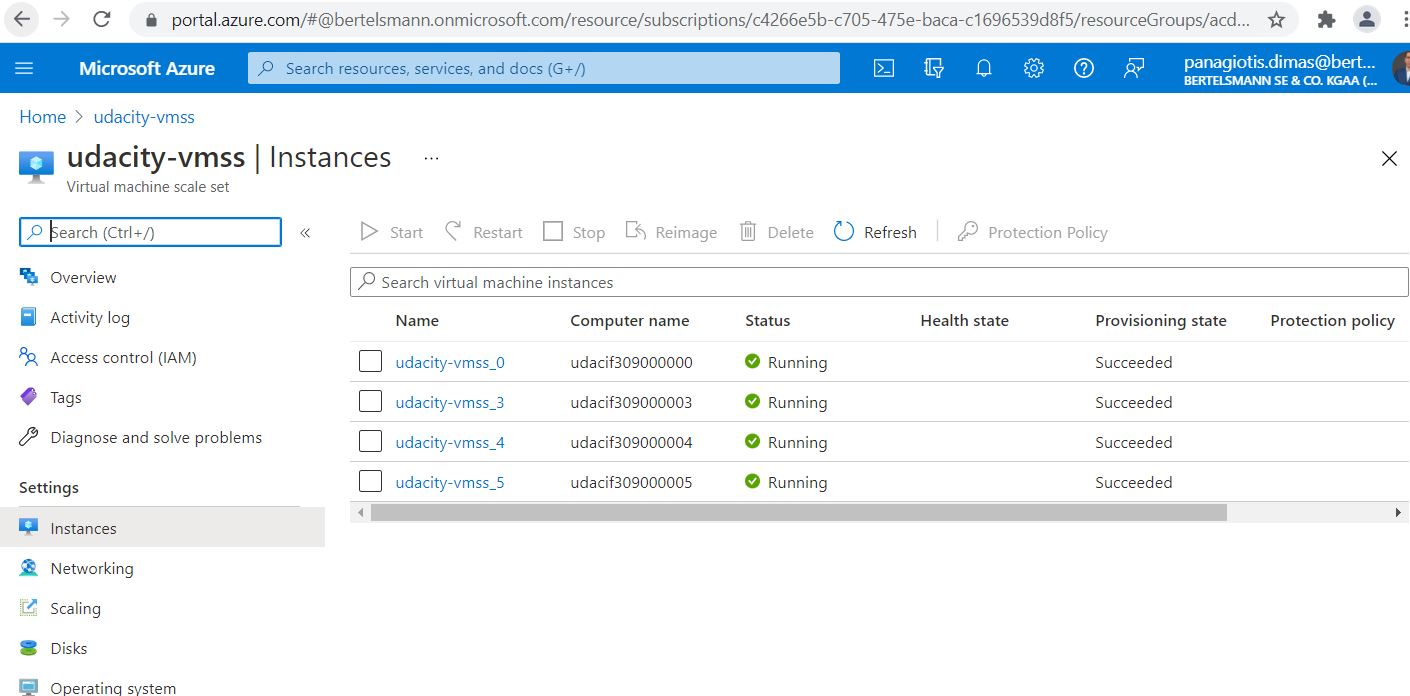 portal.azure.com/#@bertelsmann.onmicrosoft.com/resource/subscriptions/c4266e5b-c705-475e-baca-c1696539d8f5/resourceGroups/acd...
Microsoft Azure
Search resources, services, and docs (G+/)
panagiotis.dimas@bert...
BERTELSMANN SE & CO. KGAA (...
Home > udacity-vmss
udacity-vmss | Instances ...
Virtual machine scale set
Search (Ctrl+/) «
Start Restart Stop Reimage Delete Refresh Protection Policy
Search virtual machine instances
Overview
Activity log
Access control (IAM)
Tags
Diagnose and solve problems
Settings
Instances
Networking
Scaling
Disks
Operating system
Name Computer name Status Health state Provisioning state Protection policy
udacity-vmss_0 udacif309000000 Running Succeeded
udacity-vmss_3 udacif309000003 Running Succeeded
udacity-vmss_4 udacif309000004 Running Succeeded
udacity-vmss_5 udacif309000005 Running Succeeded